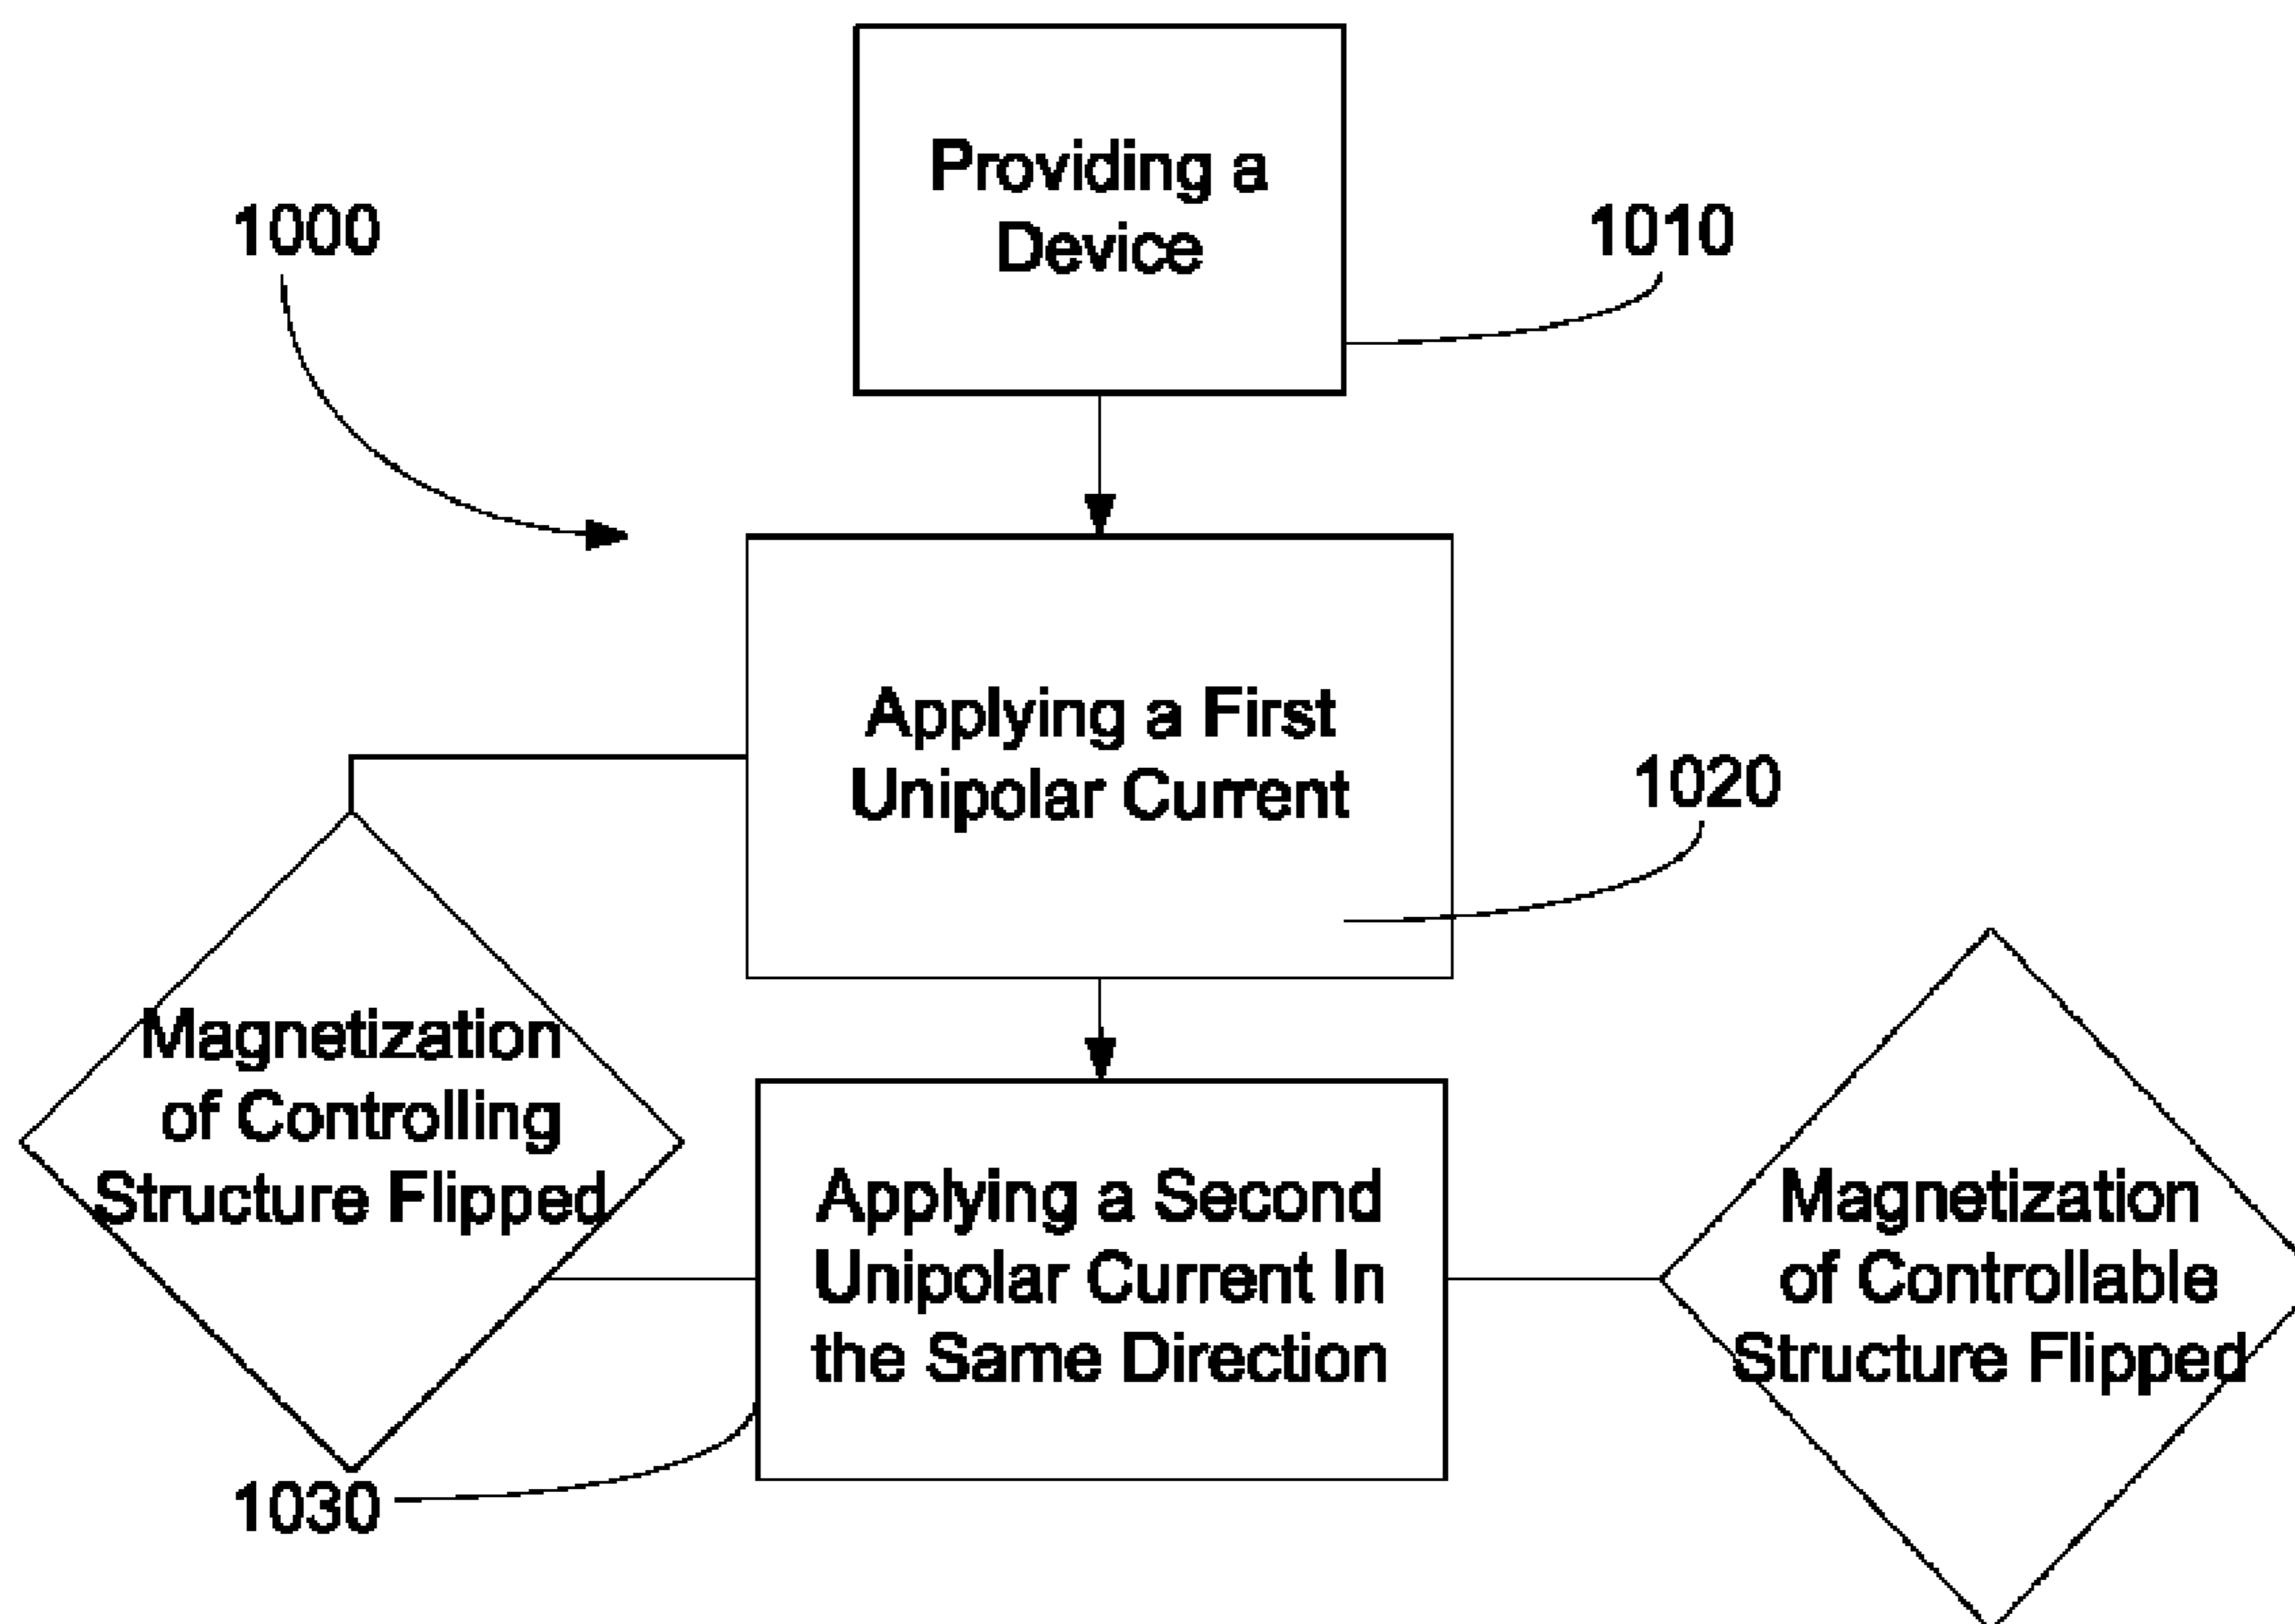 Providing a
Device
1000
1010
Applying a First
Unipolar Current
1020
Magnetization
of Controlling
Structure Flipped
Applying a Second
Unipolar Current In
the Same Direction
Magnetization
of Controllable
Structure Flipped
1030